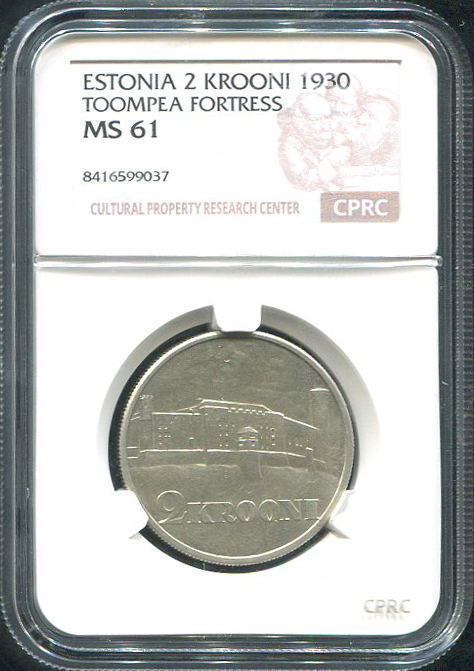 ESTONIA 2 KROONI 1930
TOOMPEA FORTRESS
MS 61
8416599037
CULTURAL PROPERTY RESEARCH CENTER
CPRC
2 KROONI
CPRC